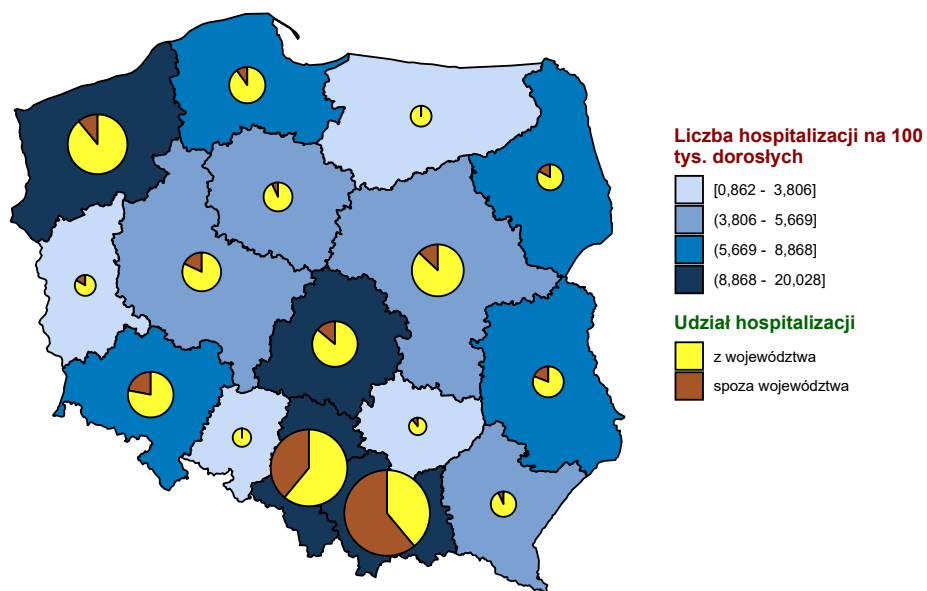 Liczba hospitalizacji na 100
tys. dorosłych
[0,862 - 3,806]
(3,806 - 5,669]
(5,669 - 8,868]
(8,868 - 20,028]
Udział hospitalizacji
z województwa
spoza województwa